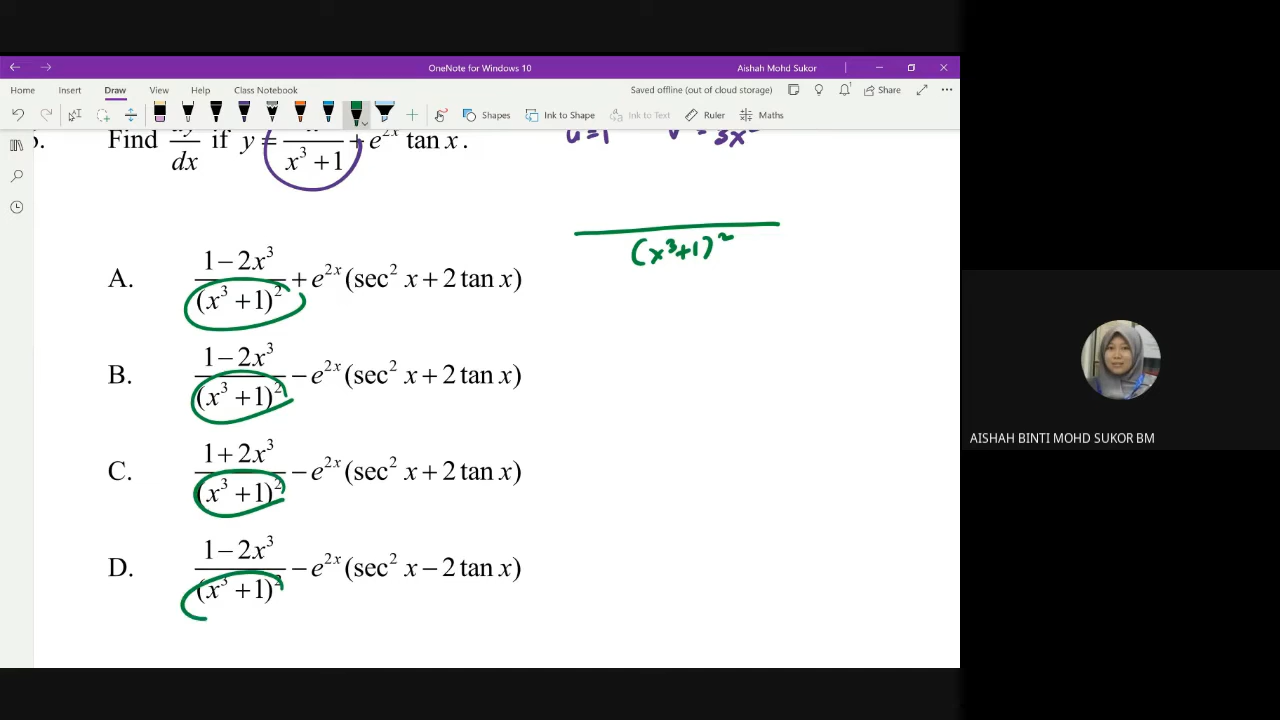 OneNote for Windows 10
Aishah Mohd Sukor
Home Insert Draw View Help Class Notebook
Saved offline (out of cloud storage)
Share
Shapes Ink to Shape Ink to Text Ruler Maths
Find dy/dx if y = /(x³ + 1) + e²ˣ tan x.
u' = 1
A. (1 − 2x³)/(x³ + 1)² + e²ˣ (sec² x + 2 tan x)
B. (1 − 2x³)/(x³ + 1)² − e²ˣ (sec² x + 2 tan x)
C. (1 + 2x³)/(x³ + 1)² − e²ˣ (sec² x + 2 tan x)
D. (1 − 2x³)/(x³ + 1)² − e²ˣ (sec² x − 2 tan x)
(x³+1)²
AISHAH BINTI MOHD SUKOR BM